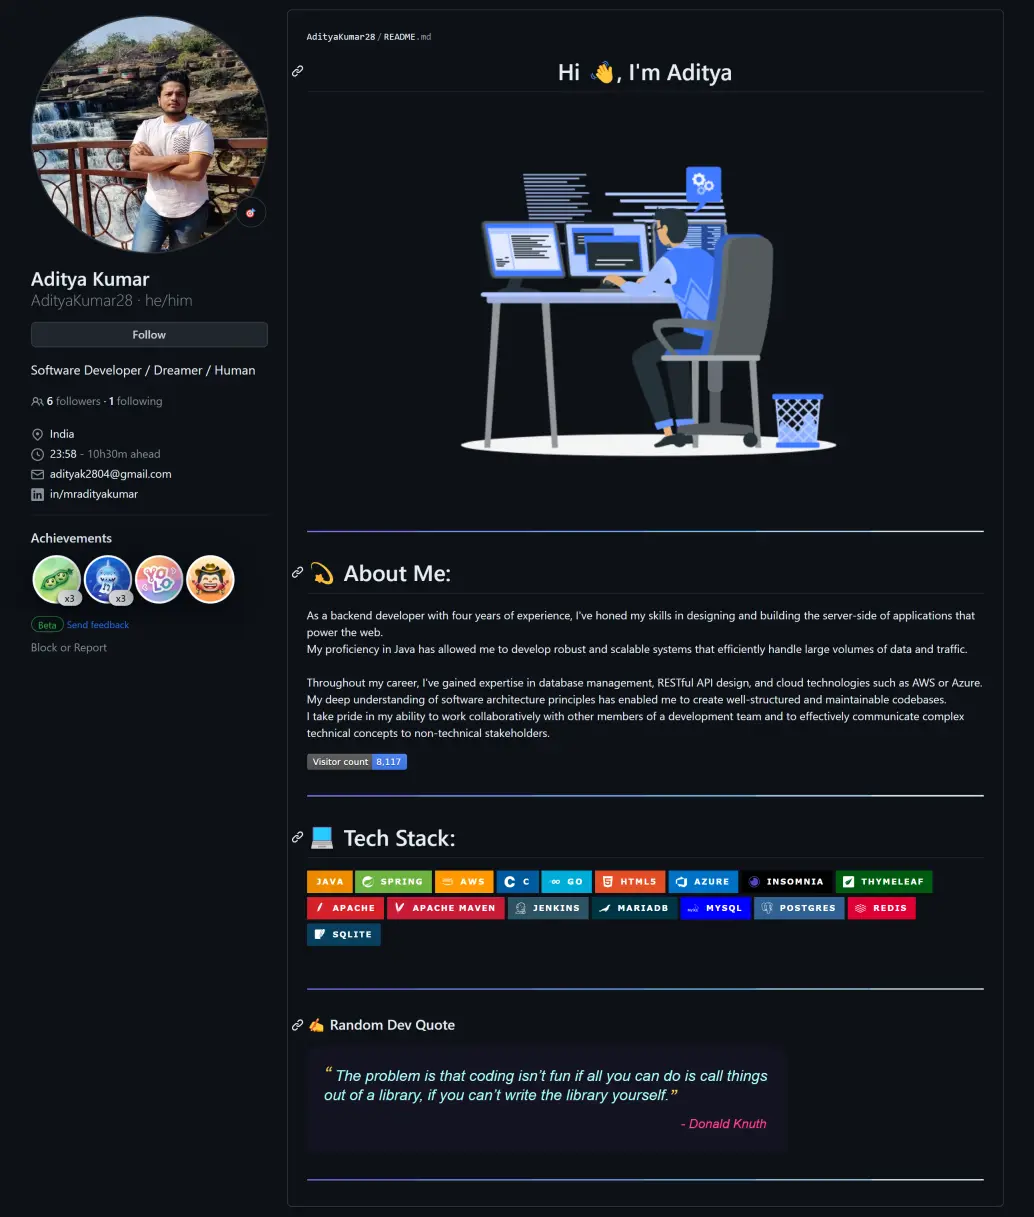 Aditya Kumar
AdityaKumar28 · he/him
Follow
Software Developer / Dreamer / Human
6 followers · 1 following
India
23:58 - 10h30m ahead
adityak2804@gmail.com
in/mradityakumar
Achievements
x3
x3
YOLO
Beta Send feedback
Block or Report
AdityaKumar28 / README.md
Hi 👋, I'm Aditya
💫 About Me:
As a backend developer with four years of experience, I've honed my skills in designing and building the server-side of applications that
power the web.
My proficiency in Java has allowed me to develop robust and scalable systems that efficiently handle large volumes of data and traffic.
Throughout my career, I've gained expertise in database management, RESTful API design, and cloud technologies such as AWS or Azure.
My deep understanding of software architecture principles has enabled me to create well-structured and maintainable codebases.
I take pride in my ability to work collaboratively with other members of a development team and to effectively communicate complex
technical concepts to non-technical stakeholders.
Visitor count 8,117
💻 Tech Stack:
JAVA SPRING AWS C GO HTML5 AZURE INSOMNIA THYMELEAF
APACHE APACHE MAVEN JENKINS MARIADB MYSQL POSTGRES REDIS
SQLITE
✍️ Random Dev Quote
“ The problem is that coding isn’t fun if all you can do is call things
out of a library, if you can’t write the library yourself.”
- Donald Knuth